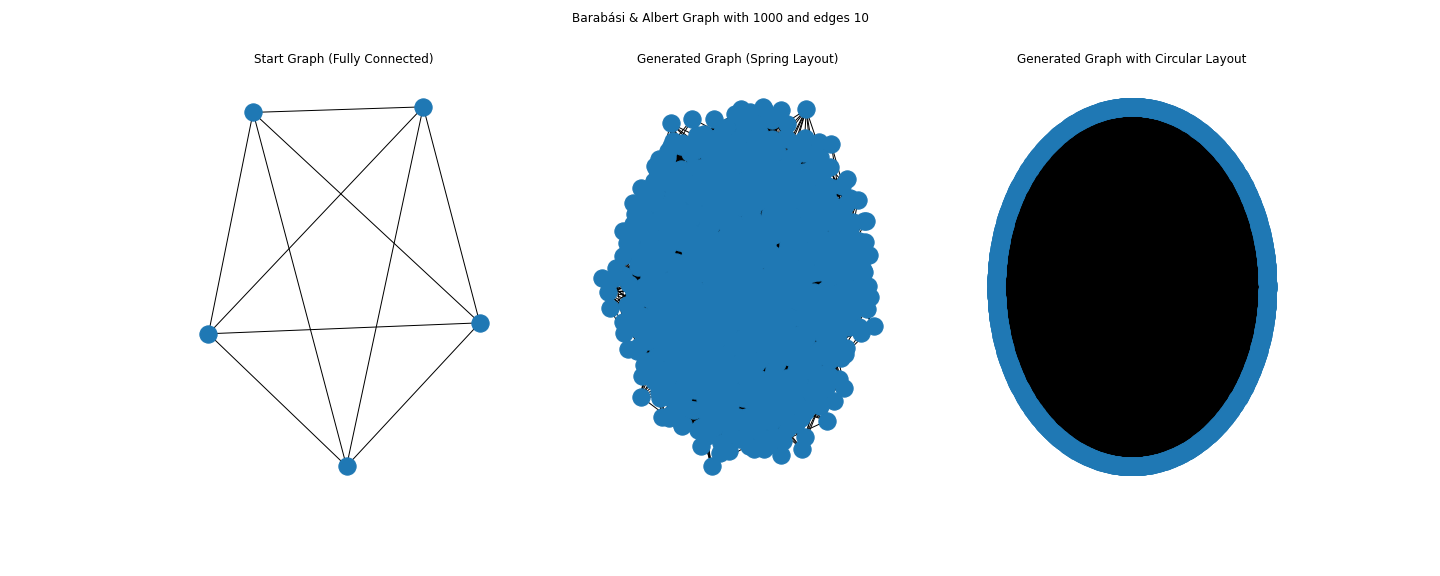 Barabási & Albert Graph with 1000 and edges 10
Start Graph (Fully Connected)
Generated Graph (Spring Layout)
Generated Graph with Circular Layout